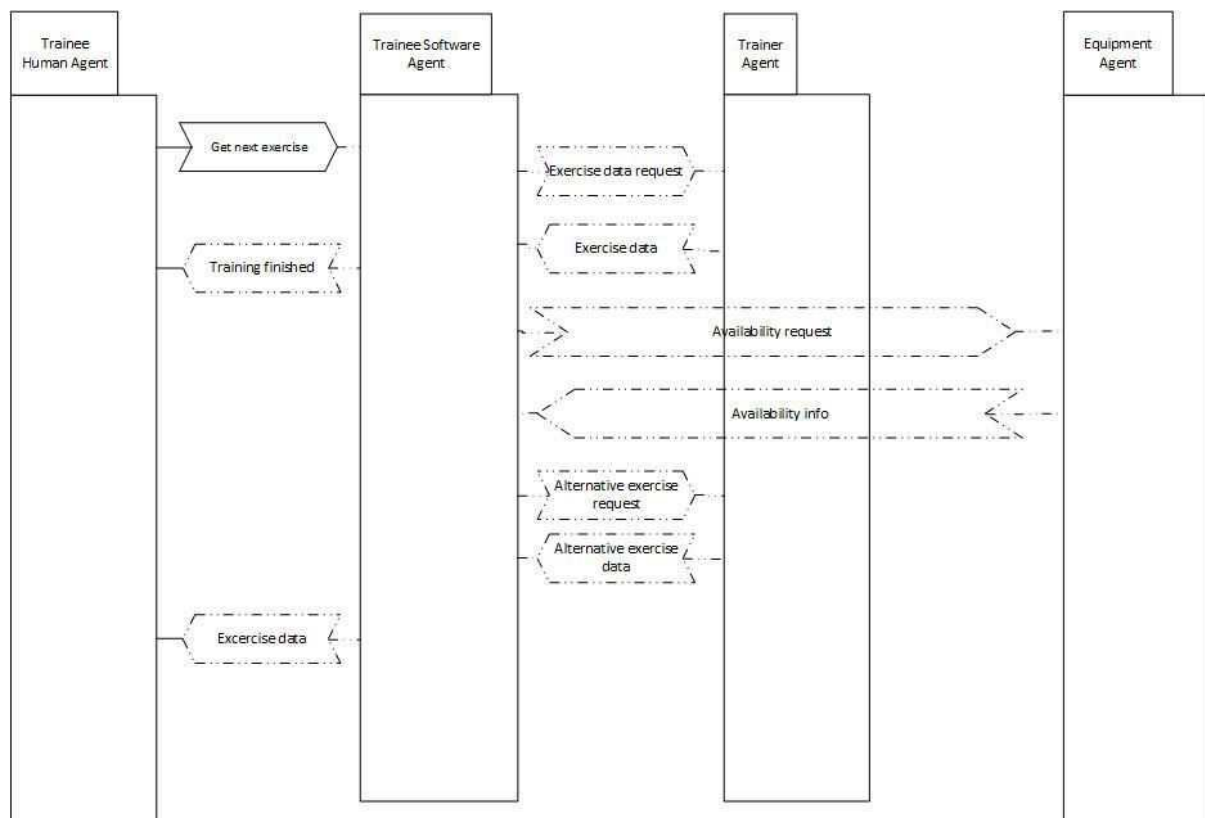 Trainee
Human Agent
Trainee Software
Agent
Trainer
Agent
Equipment
Agent
Get next exercise
Exercise data request
Exercise data
Training finished
Availability request
Availability info
Alternative exercise
request
Alternative exercise
data
Excercise data